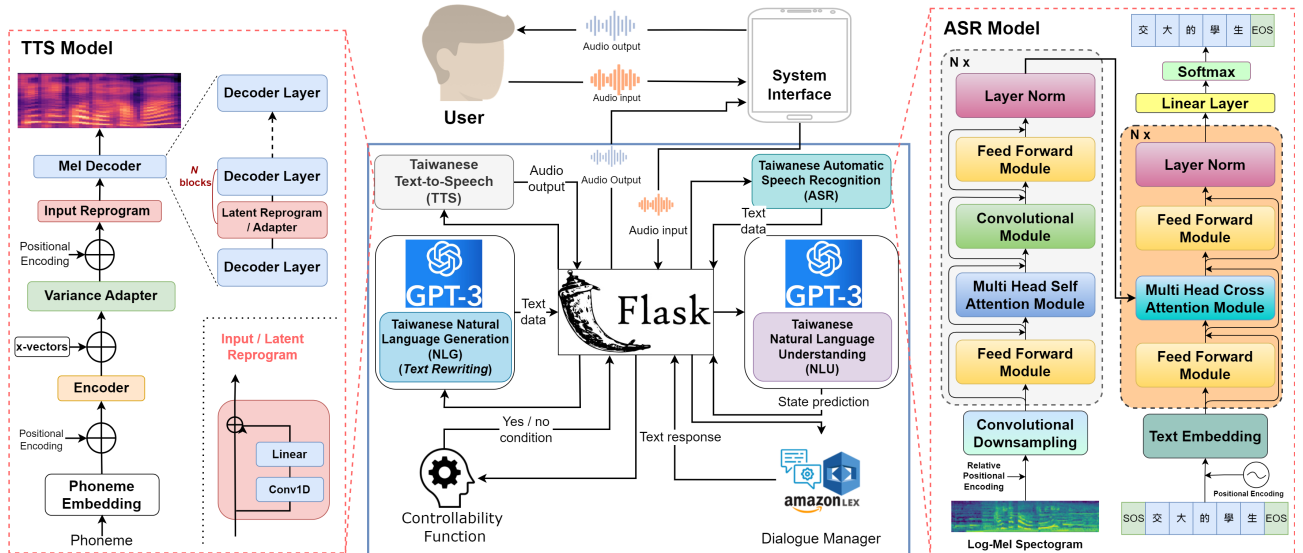 TTS Model
Mel Decoder
Input Reprogram
Positional
Encoding
Variance Adapter
x-vectors
Encoder
Positional
Encoding
Phoneme
Embedding
Phoneme
Decoder Layer
N
blocks
Decoder Layer
Latent Reprogram
/ Adapter
Decoder Layer
Input / Latent
Reprogram
Linear
Conv1D
User
Audio output
Audio input
System
Interface
Taiwanese
Text-to-Speech
(TTS)
Audio
output
Audio Output
Audio input
Taiwanese Automatic
Speech Recognition
(ASR)
Text
data
GPT-3
Taiwanese Natural
Language Generation
(NLG)
(Text Rewriting)
Text
data
Flask
GPT-3
Taiwanese
Natural Language
Understanding
(NLU)
State prediction
Yes / no
condition
Text response
Controllability
Function
amazon LEX
Dialogue Manager
ASR Model
N x
Layer Norm
Feed Forward
Module
Convolutional
Module
Multi Head Self
Attention Module
Feed Forward
Module
Convolutional
Downsampling
Relative
Positional
Encoding
Log-Mel Spectogram
交 大 的 學 生 EOS
Softmax
Linear Layer
N x
Layer Norm
Feed Forward
Module
Multi Head Cross
Attention Module
Feed Forward
Module
Text Embedding
Positional Encoding
SOS 交 大 的 學 生 EOS